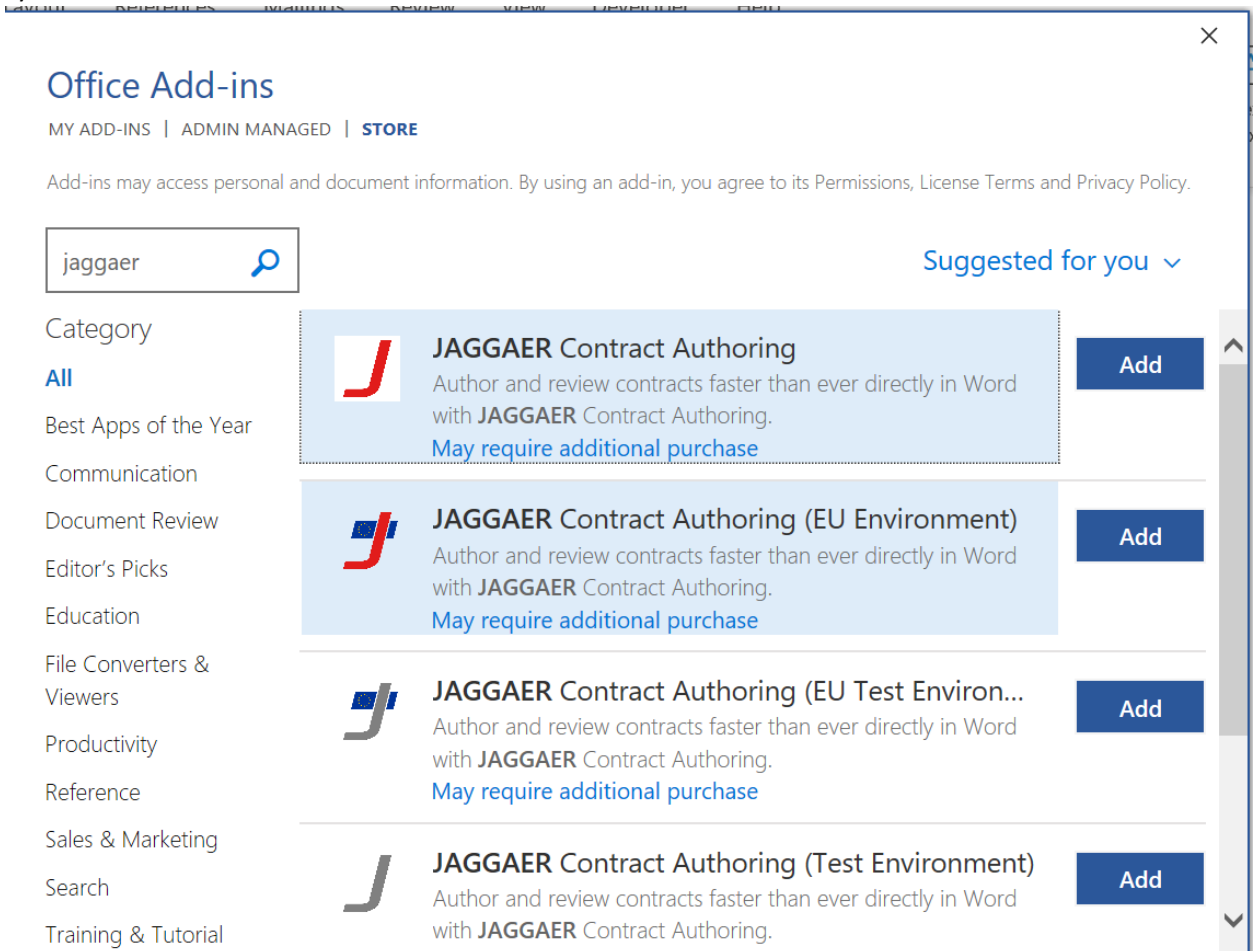 Layout References Mailings Review View Developer Help
Office Add-ins
MY ADD-INS | ADMIN MANAGED | STORE
Add-ins may access personal and document information. By using an add-in, you agree to its Permissions, License Terms and Privacy Policy.
jaggaer
Suggested for you
Category
All
Best Apps of the Year
Communication
Document Review
Editor's Picks
Education
File Converters &
Viewers
Productivity
Reference
Sales & Marketing
Search
Training & Tutorial
JAGGAER Contract Authoring
Author and review contracts faster than ever directly in Word
with JAGGAER Contract Authoring.
May require additional purchase
Add
JAGGAER Contract Authoring (EU Environment)
Author and review contracts faster than ever directly in Word
with JAGGAER Contract Authoring.
May require additional purchase
Add
JAGGAER Contract Authoring (EU Test Environ...
Author and review contracts faster than ever directly in Word
with JAGGAER Contract Authoring.
May require additional purchase
Add
JAGGAER Contract Authoring (Test Environment)
Author and review contracts faster than ever directly in Word
with JAGGAER Contract Authoring.
Add